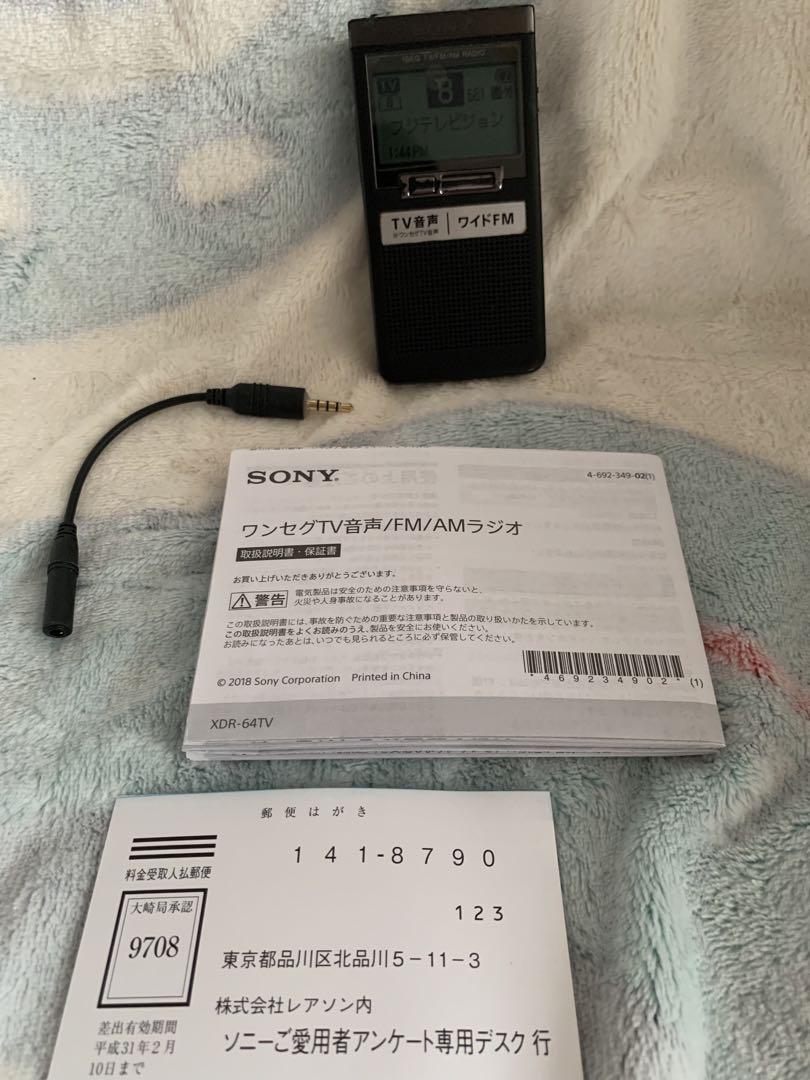 SONY
1SEG TV/FM/AM RADIO
TV
8
8
081
フジテレビジョン
1:44PM
TV音声
※ワンセグTV音声
ワイドFM
SONY
4-692-349-02(1)
ワンセグTV音声/FM/AMラジオ
取扱説明書・保証書
お買い上げいただきありがとうございます。
警告
電気製品は安全のための注意事項を守らないと、
火災や人身事故になることがあります。
この取扱説明書には、事故を防ぐための重要な注意事項と製品の取り扱いかたを示しています。
この取扱説明書をよくお読みのうえ、製品を安全にお使いください。
お読みになったあとは、いつでも見られるところに必ず保管してください。
*469234902* (1)
© 2018 Sony Corporation Printed in China
XDR-64TV
郵便はがき
料金受取人払郵便
141-8790
大崎局承認
9708
123
東京都品川区北品川5-11-3
株式会社レアソン内
ソニーご愛用者アンケート専用デスク 行
差出有効期間
平成31年2月
10日まで